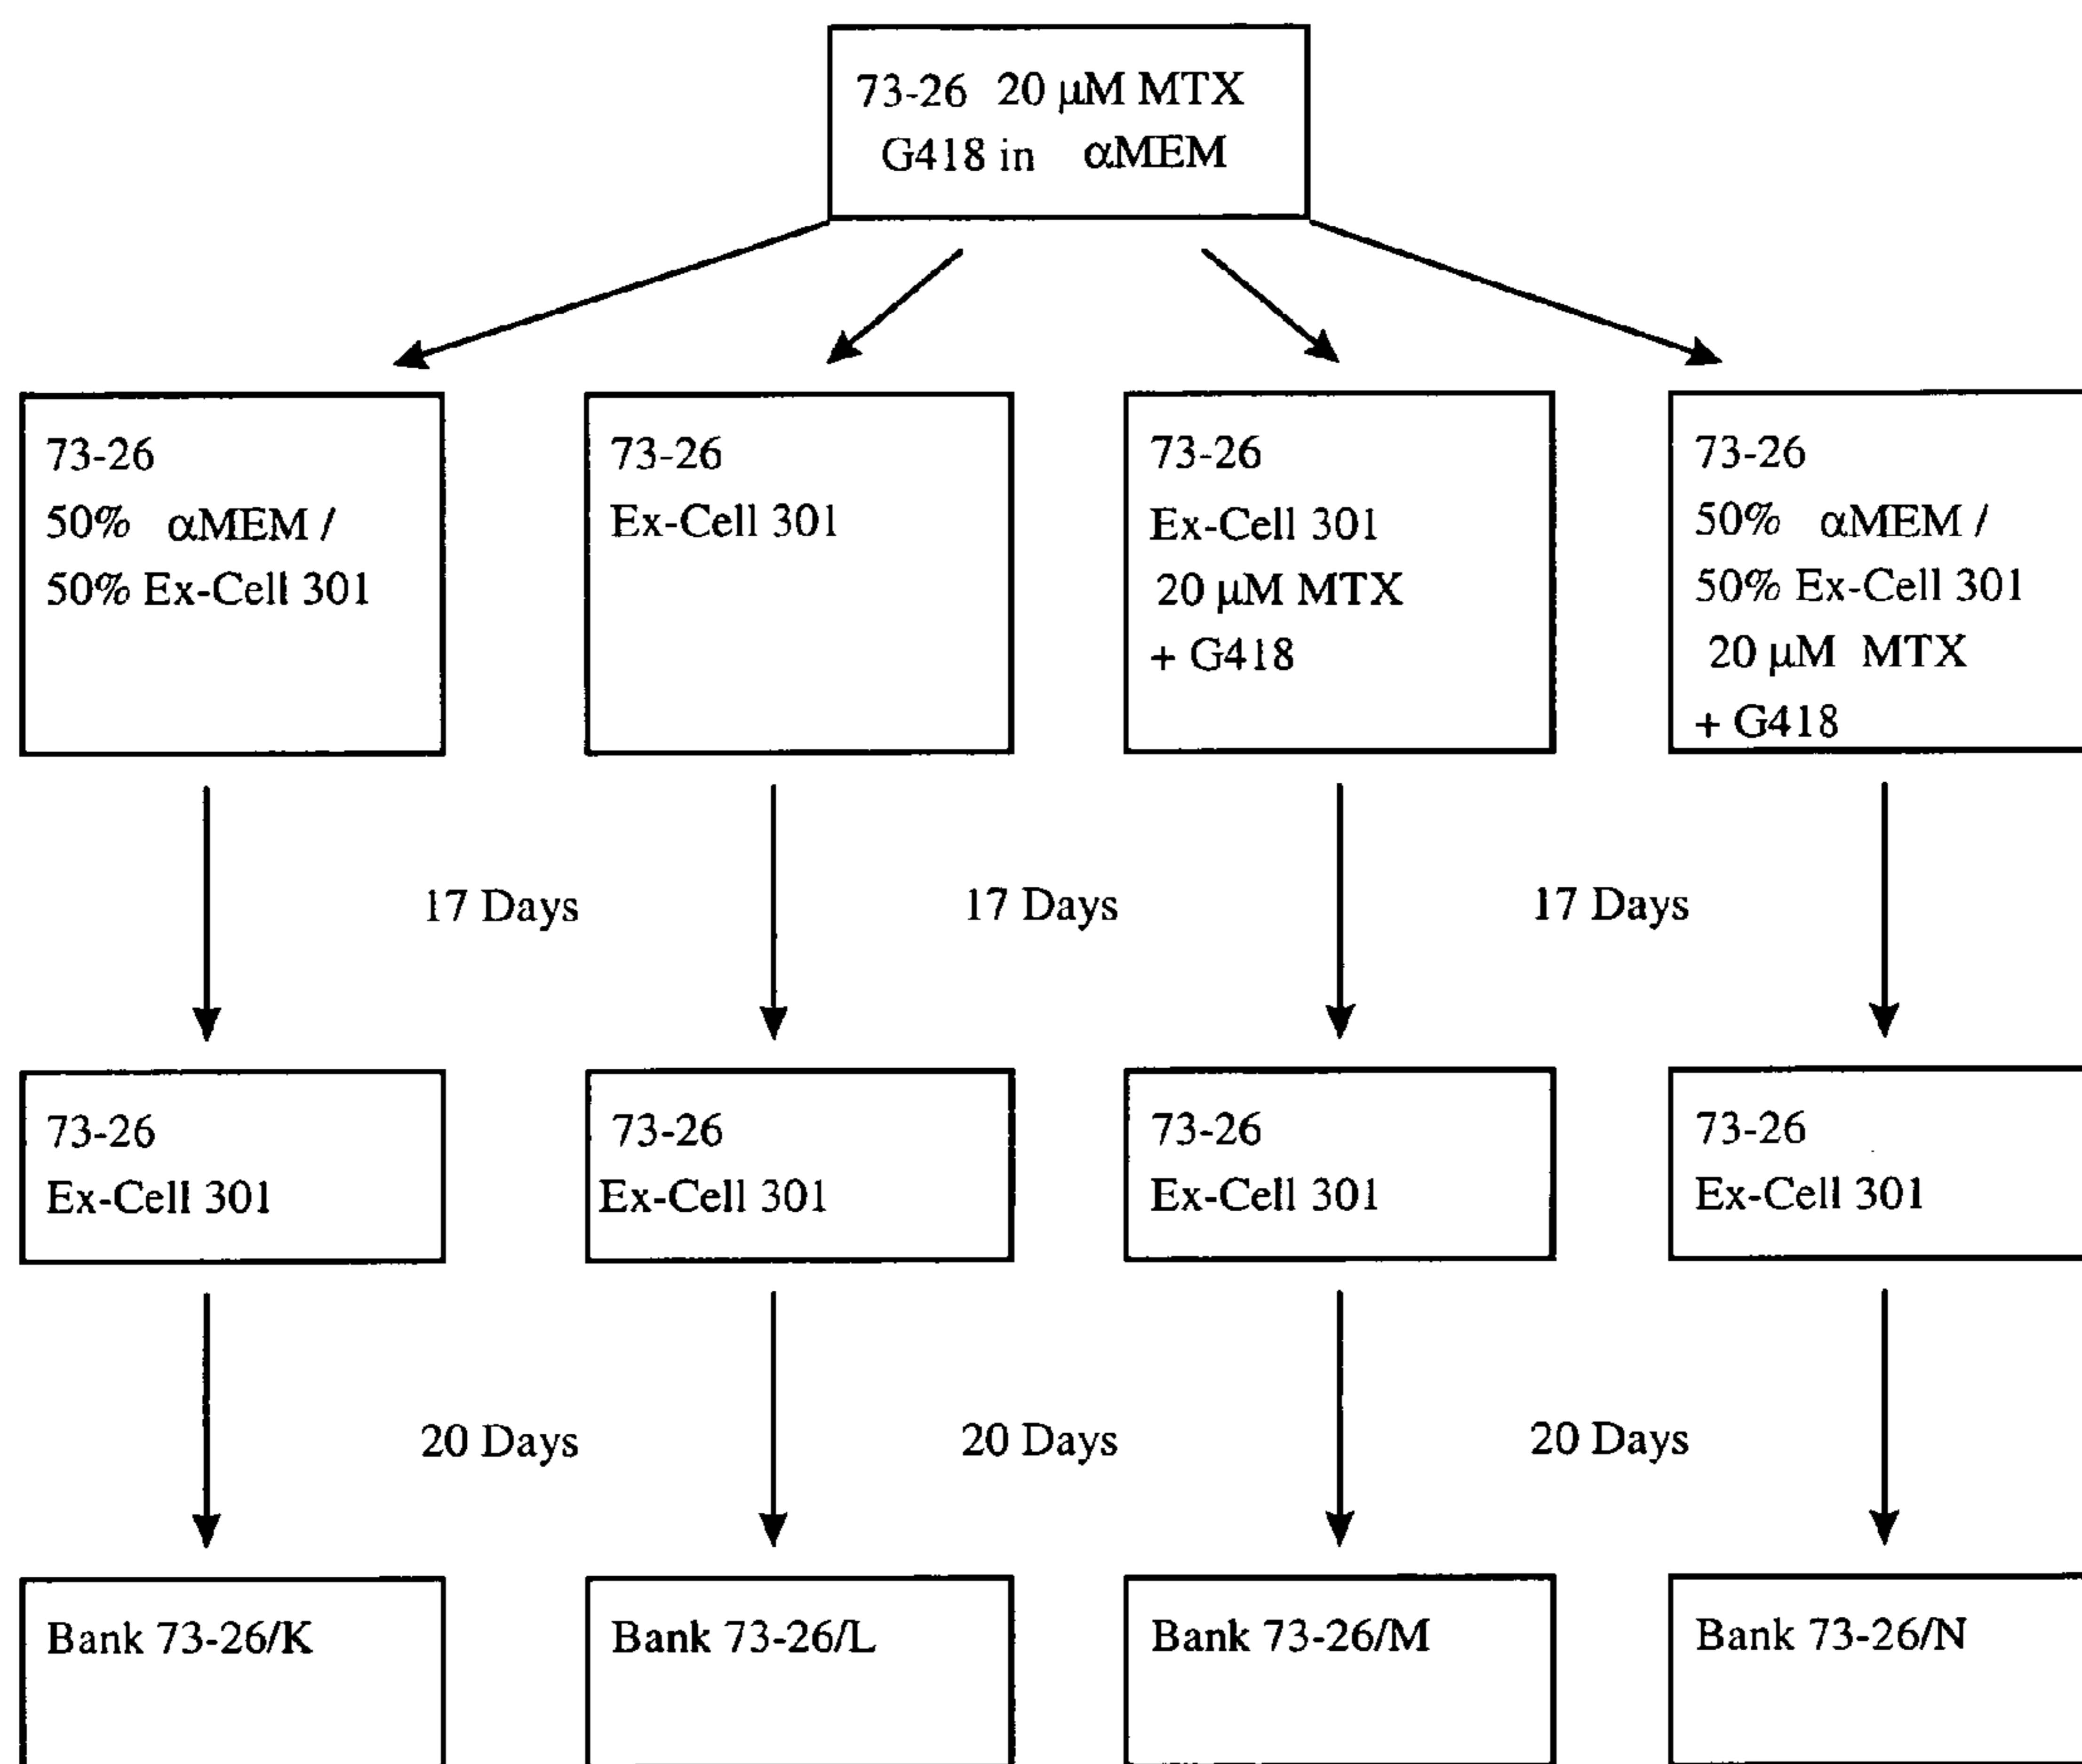 73-26 20 µM MTX
G418 in αMEM
73-26
50% αMEM /
50% Ex-Cell 301
73-26
Ex-Cell 301
73-26
Ex-Cell 301
20 µM MTX
+ G418
73-26
50% αMEM /
50% Ex-Cell 301
20 µM MTX
+ G418
17 Days
17 Days
17 Days
73-26
Ex-Cell 301
73-26
Ex-Cell 301
73-26
Ex-Cell 301
73-26
Ex-Cell 301
20 Days
20 Days
20 Days
Bank 73-26/K
Bank 73-26/L
Bank 73-26/M
Bank 73-26/N